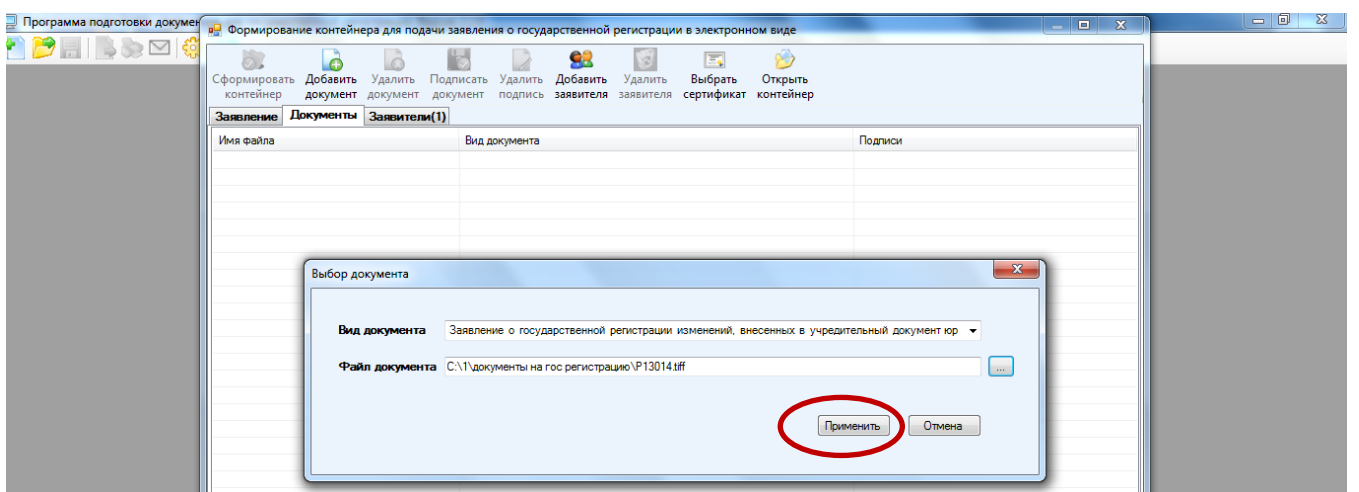 Программа подготовки докумен
Формирование контейнера для подачи заявления о государственной регистрации в электронном виде
Сформировать контейнер
Добавить документ
Удалить документ
Подписать документ
Удалить подпись
Добавить заявителя
Удалить заявителя
Выбрать сертификат
Открыть контейнер
Заявление Документы Заявители(1)
Имя файла Вид документа Подписи
Выбор документа
Вид документа Заявление о государственной регистрации изменений, внесенных в учредительный документ юр
Файл документа C:\1\документы на гос регистрацию\Р13014.tiff ...
Применить Отмена